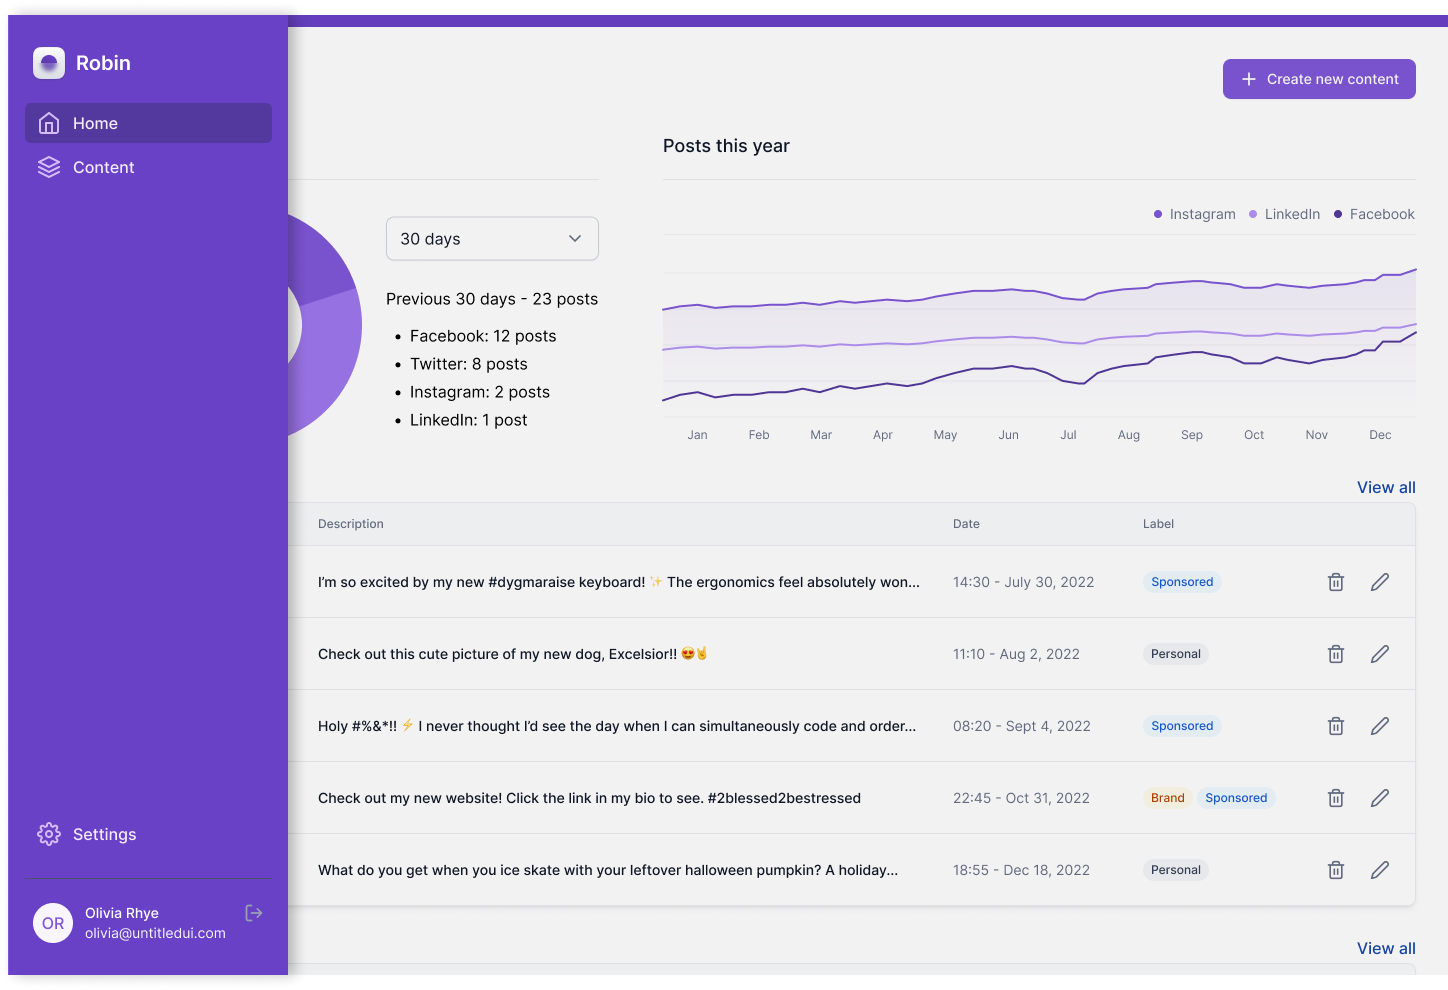 Robin
Home
Content
Settings
OR
Olivia Rhye
olivia@untitledui.com
Create new content
30 days
Previous 30 days - 23 posts
Facebook: 12 posts
Twitter: 8 posts
Instagram: 2 posts
LinkedIn: 1 post
Posts this year
Instagram LinkedIn Facebook
Jan Feb Mar Apr May Jun Jul Aug Sep Oct Nov Dec
View all
Description Date Label
I'm so excited by my new #dygmaraise keyboard! ✨ The ergonomics feel absolutely won... 14:30 - July 30, 2022 Sponsored
Check out this cute picture of my new dog, Excelsior!! 😍🤘 11:10 - Aug 2, 2022 Personal
Holy #%&*!! ⚡ I never thought I'd see the day when I can simultaneously code and order... 08:20 - Sept 4, 2022 Sponsored
Check out my new website! Click the link in my bio to see. #2blessed2bestressed 22:45 - Oct 31, 2022 Brand Sponsored
What do you get when you ice skate with your leftover halloween pumpkin? A holiday... 18:55 - Dec 18, 2022 Personal
View all